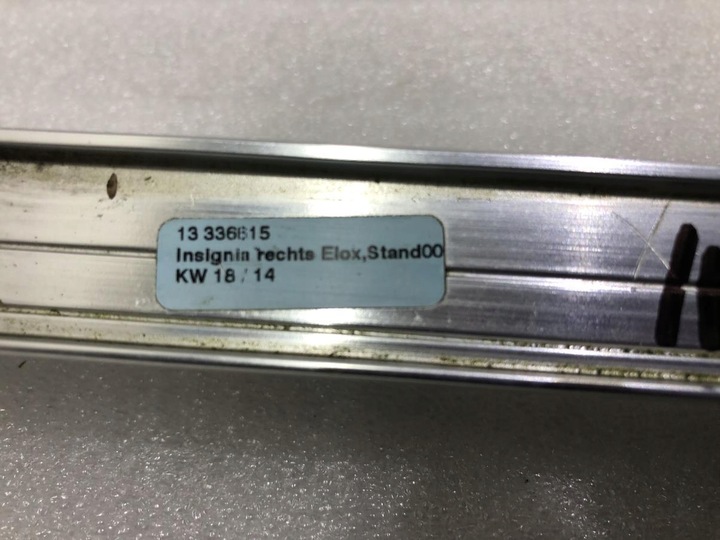 13 336615
Insignia rechts Elox,Stand00
KW 18 / 14